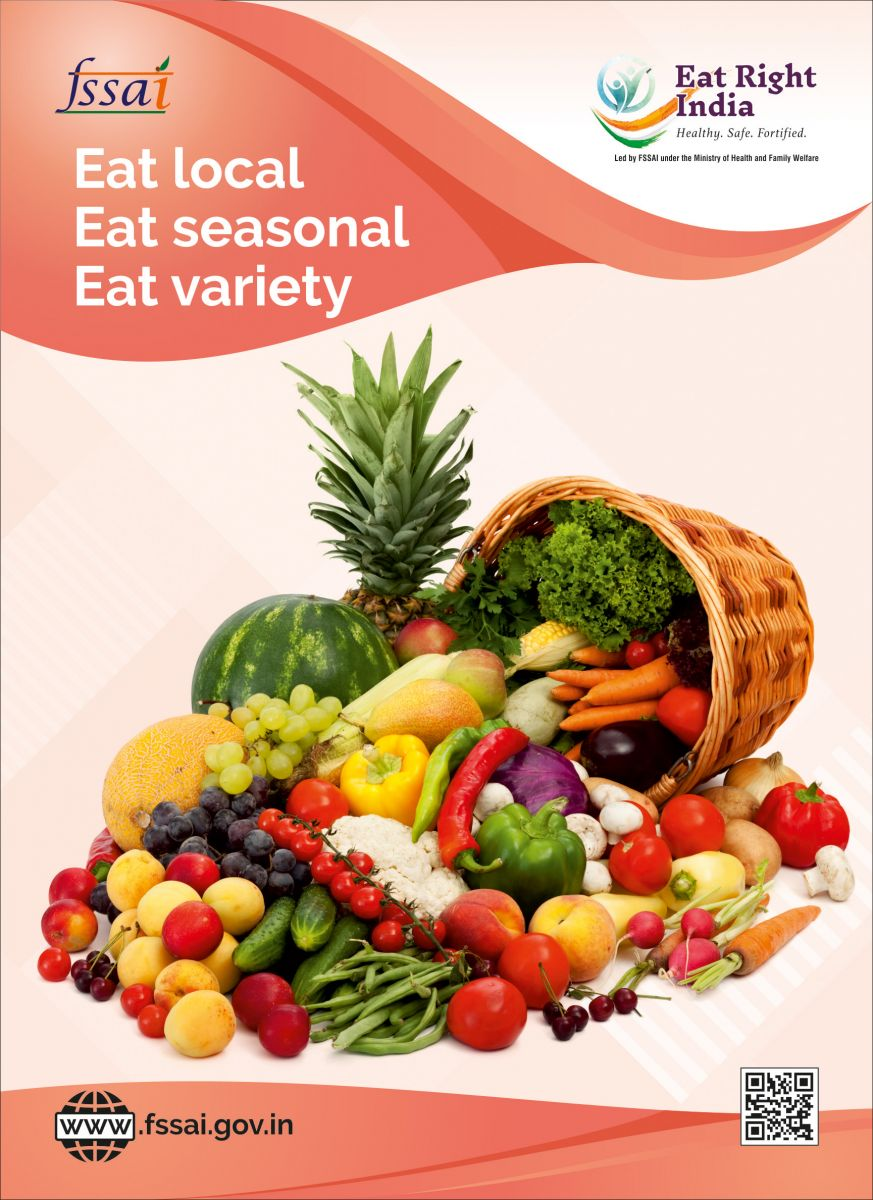 fssai
Eat Right
India
Healthy. Safe. Fortified.
Led by FSSAI under the Ministry of Health and Family Welfare
Eat local
Eat seasonal
Eat variety
www.fssai.gov.in